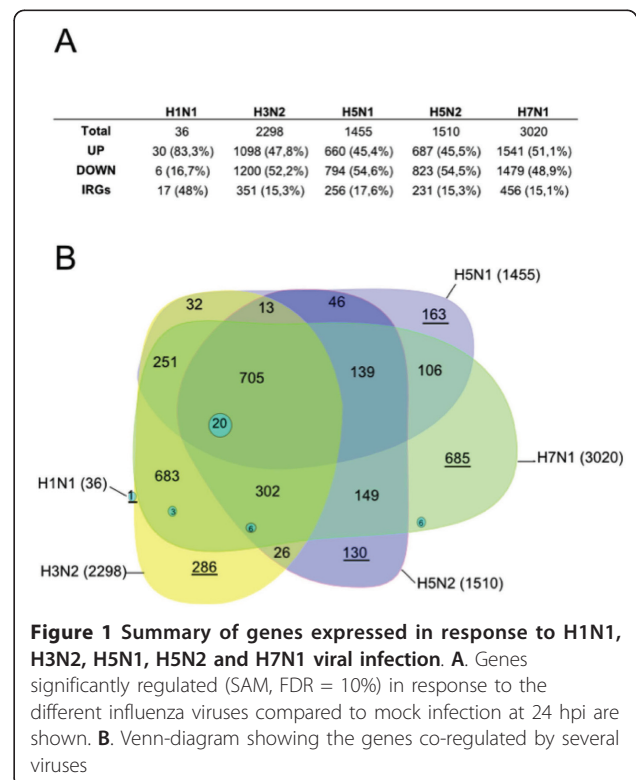 A
H1N1 H3N2 H5N1 H5N2 H7N1
Total 36 2298 1455 1510 3020
UP 30 (83,3%) 1098 (47,8%) 660 (45,4%) 687 (45,5%) 1541 (51,1%)
DOWN 6 (16,7%) 1200 (52,2%) 794 (54,6%) 823 (54,5%) 1479 (48,9%)
IRGs 17 (48%) 351 (15,3%) 256 (17,6%) 231 (15,3%) 456 (15,1%)
B
H5N1 (1455)
32 13 46 163
251 705 139 106
20
H7N1 (3020)
683 302 149 685
H1N1 (36) 1 3 6 6
H3N2 (2298) 286 26 130 H5N2 (1510)
Figure 1 Summary of genes expressed in response to H1N1,
H3N2, H5N1, H5N2 and H7N1 viral infection. A. Genes
significantly regulated (SAM, FDR = 10%) in response to the
different influenza viruses compared to mock infection at 24 hpi are
shown. B. Venn-diagram showing the genes co-regulated by several
viruses